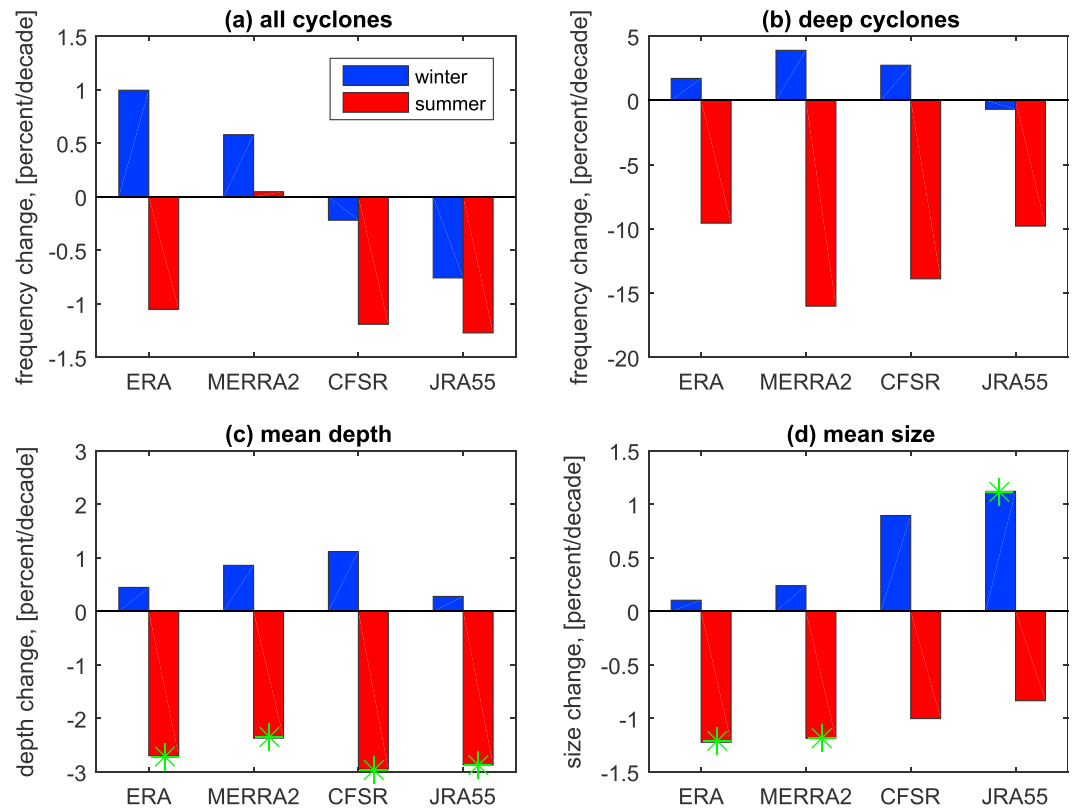 (a) all cyclones
frequency change, [percent/decade]
1.5
1
0.5
0
-0.5
-1
-1.5
winter
summer
ERA MERRA2 CFSR JRA55
(b) deep cyclones
frequency change, [percent/decade]
5
0
-5
-10
-15
-20
ERA MERRA2 CFSR JRA55
(c) mean depth
depth change, [percent/decade]
3
2
1
0
-1
-2
-3
ERA MERRA2 CFSR JRA55
(d) mean size
size change, [percent/decade]
1.5
1
0.5
0
-0.5
-1
-1.5
ERA MERRA2 CFSR JRA55